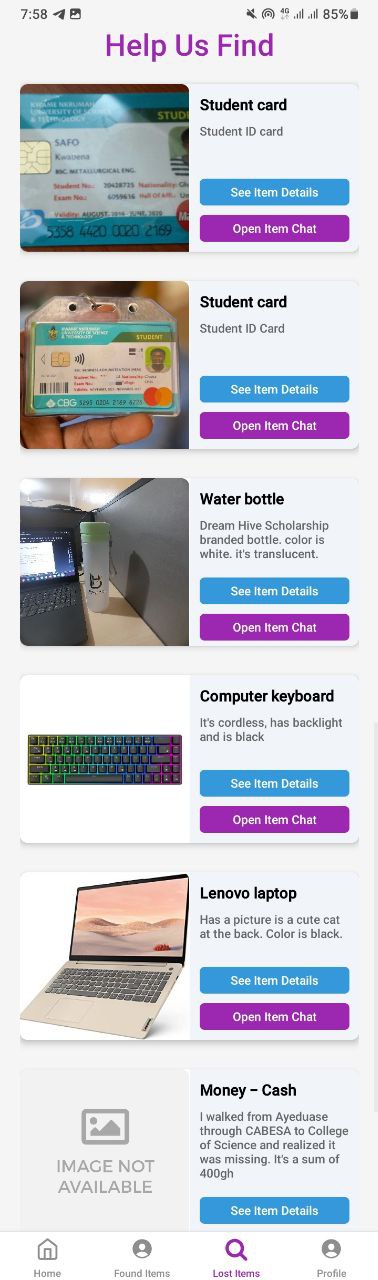 7:58
4G
85%
Help Us Find
KWAME NKRUMAH
UNIVERSITY OF SCIENCE
& TECHNOLOGY
STUD
SAFO
Kwabena
BSC. METALLURGICAL ENG.
Student No.: 20428725 Nationality:
Exam No.: 6059616 Hall Of Affi.:
Validity: AUGUST, 2016 - JUNE, 2020
5358 4420 0020 2169
Ma
Student card
Student ID card
See Item Details
Open Item Chat
KWAME NKRUMAH
UNIVERSITY OF SCIENCE
& TECHNOLOGY
STUDENT
CBG
Student card
Student ID Card
See Item Details
Open Item Chat
Water bottle
Dream Hive Scholarship
branded bottle. color is
white. it's translucent.
See Item Details
Open Item Chat
Computer keyboard
It's cordless, has backlight
and is black
See Item Details
Open Item Chat
Lenovo laptop
Has a picture is a cute cat
at the back. Color is black.
See Item Details
Open Item Chat
IMAGE NOT
AVAILABLE
Money - Cash
I walked from Ayeduase
through CABESA to College
of Science and realized it
was missing. It's a sum of
400gh
See Item Details
Home
Found Items
Lost Items
Profile